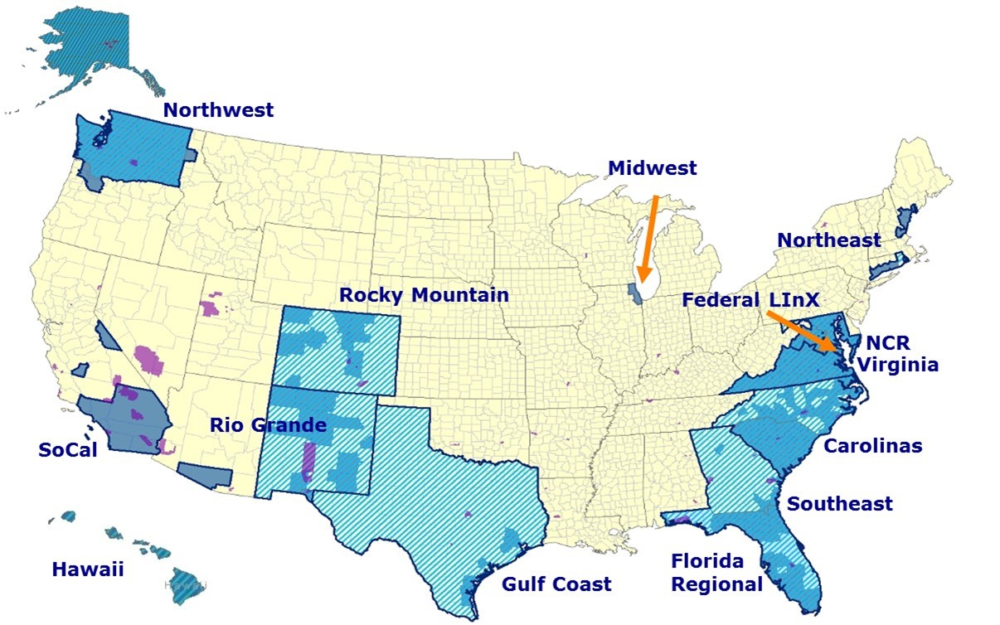 Northwest
Midwest
Northeast
Rocky Mountain
Federal LInX
NCR
Virginia
Rio Grande
SoCal
Carolinas
Southeast
Hawaii
Florida
Regional
Gulf Coast
Hawaii